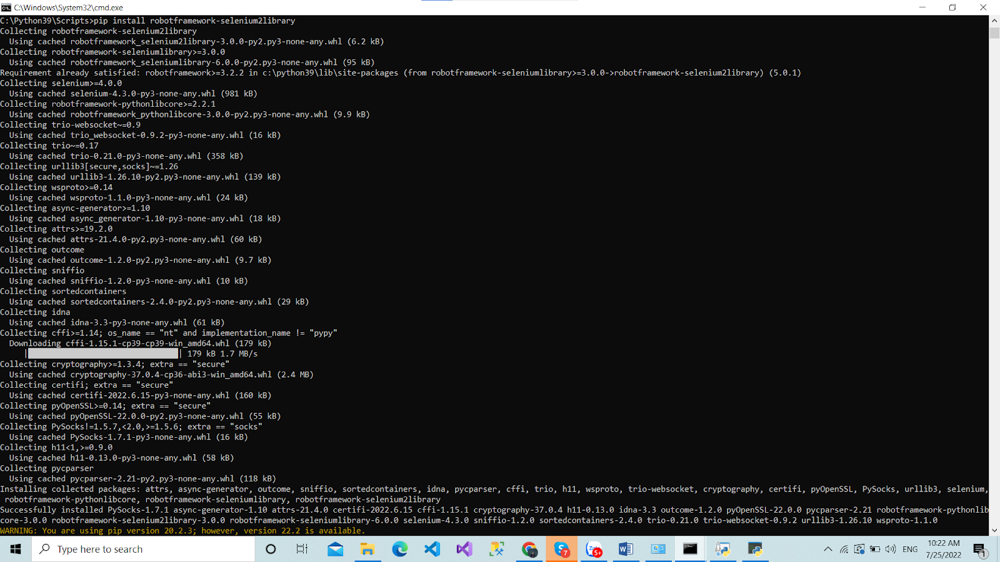 C:\Windows\System32\cmd.exe
C:\Python39\Scripts>pip install robotframework-selenium2library
Collecting robotframework-selenium2library
Using cached robotframework_selenium2library-3.0.0-py2.py3-none-any.whl (6.2 kB)
Collecting robotframework-seleniumlibrary>=3.0.0
Using cached robotframework_seleniumlibrary-6.0.0-py2.py3-none-any.whl (95 kB)
Requirement already satisfied: robotframework>=3.2.2 in c:\python39\lib\site-packages (from robotframework-seleniumlibrary>=3.0.0->robotframework-selenium2library) (5.0.1)
Collecting selenium>=4.0.0
Using cached selenium-4.3.0-py3-none-any.whl (981 kB)
Collecting robotframework-pythonlibcore>=2.2.1
Using cached robotframework_pythonlibcore-3.0.0-py2.py3-none-any.whl (9.9 kB)
Collecting trio-websocket~=0.9
Using cached trio_websocket-0.9.2-py3-none-any.whl (16 kB)
Collecting trio~=0.17
Using cached trio-0.21.0-py3-none-any.whl (358 kB)
Collecting urllib3[secure,socks]~=1.26
Using cached urllib3-1.26.10-py2.py3-none-any.whl (139 kB)
Collecting wsproto>=0.14
Using cached wsproto-1.1.0-py3-none-any.whl (24 kB)
Collecting async-generator>=1.10
Using cached async_generator-1.10-py3-none-any.whl (18 kB)
Collecting attrs>=19.2.0
Using cached attrs-21.4.0-py2.py3-none-any.whl (60 kB)
Collecting outcome
Using cached outcome-1.2.0-py2.py3-none-any.whl (9.7 kB)
Collecting sniffio
Using cached sniffio-1.2.0-py3-none-any.whl (10 kB)
Collecting sortedcontainers
Using cached sortedcontainers-2.4.0-py2.py3-none-any.whl (29 kB)
Collecting idna
Using cached idna-3.3-py3-none-any.whl (61 kB)
Collecting cffi>=1.14; os_name == "nt" and implementation_name != "pypy"
Downloading cffi-1.15.1-cp39-cp39-win_amd64.whl (179 kB)
| | 179 kB 1.7 MB/s
Collecting cryptography>=1.3.4; extra == "secure"
Using cached cryptography-37.0.4-cp36-abi3-win_amd64.whl (2.4 MB)
Collecting certifi; extra == "secure"
Using cached certifi-2022.6.15-py3-none-any.whl (160 kB)
Collecting pyOpenSSL>=0.14; extra == "secure"
Using cached pyOpenSSL-22.0.0-py2.py3-none-any.whl (55 kB)
Collecting PySocks!=1.5.7,<2.0,>=1.5.6; extra == "socks"
Using cached PySocks-1.7.1-py3-none-any.whl (16 kB)
Collecting h11<1,>=0.9.0
Using cached h11-0.13.0-py3-none-any.whl (58 kB)
Collecting pycparser
Using cached pycparser-2.21-py2.py3-none-any.whl (118 kB)
Installing collected packages: attrs, async-generator, outcome, sniffio, sortedcontainers, idna, pycparser, cffi, trio, h11, wsproto, trio-websocket, cryptography, certifi, pyOpenSSL, PySocks, urllib3, selenium,
robotframework-pythonlibcore, robotframework-seleniumlibrary, robotframework-selenium2library
Successfully installed PySocks-1.7.1 async-generator-1.10 attrs-21.4.0 certifi-2022.6.15 cffi-1.15.1 cryptography-37.0.4 h11-0.13.0 idna-3.3 outcome-1.2.0 pyOpenSSL-22.0.0 pycparser-2.21 robotframework-pythonlib
core-3.0.0 robotframework-selenium2library-3.0.0 robotframework-seleniumlibrary-6.0.0 selenium-4.3.0 sniffio-1.2.0 sortedcontainers-2.4.0 trio-0.21.0 trio-websocket-0.9.2 urllib3-1.26.10 wsproto-1.1.0
WARNING: You are using pip version 20.2.3; however, version 22.2 is available.
Type here to search
7
5+
ENG
10:22 AM
7/25/2022
1